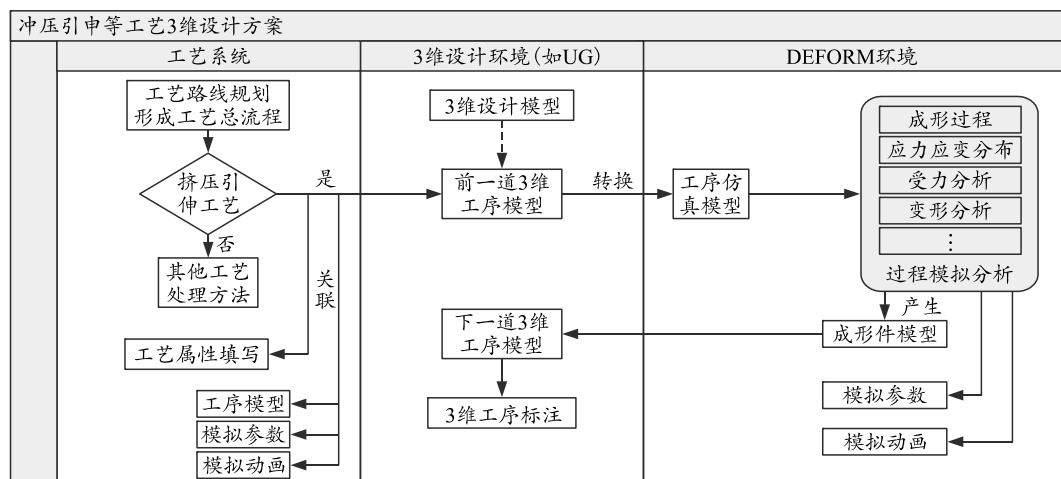 冲压引申等工艺3维设计方案
工艺系统
3维设计环境(如UG)
DEFORM环境
工艺路线规划
形成工艺总流程
挤压引
伸工艺
是
否
其他工艺
处理方法
关
联
工艺属性填写
工序模型
模拟参数
模拟动画
3维设计模型
前一道3维
工序模型
转换
下一道3维
工序模型
3维工序标注
工序仿
真模型
成形过程
应力应变分布
受力分析
变形分析
⋮
过程模拟分析
产生
成形件模型
模拟参数
模拟动画